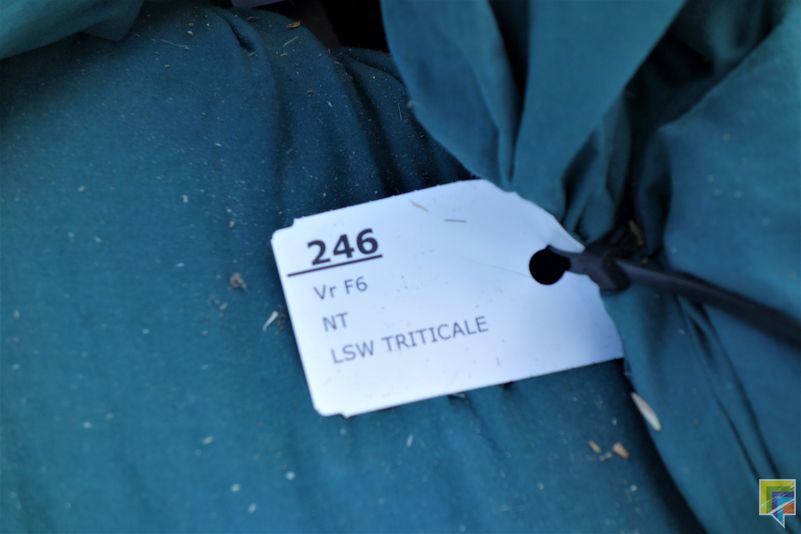 246
Vr F6
NT
LSW TRITICALE